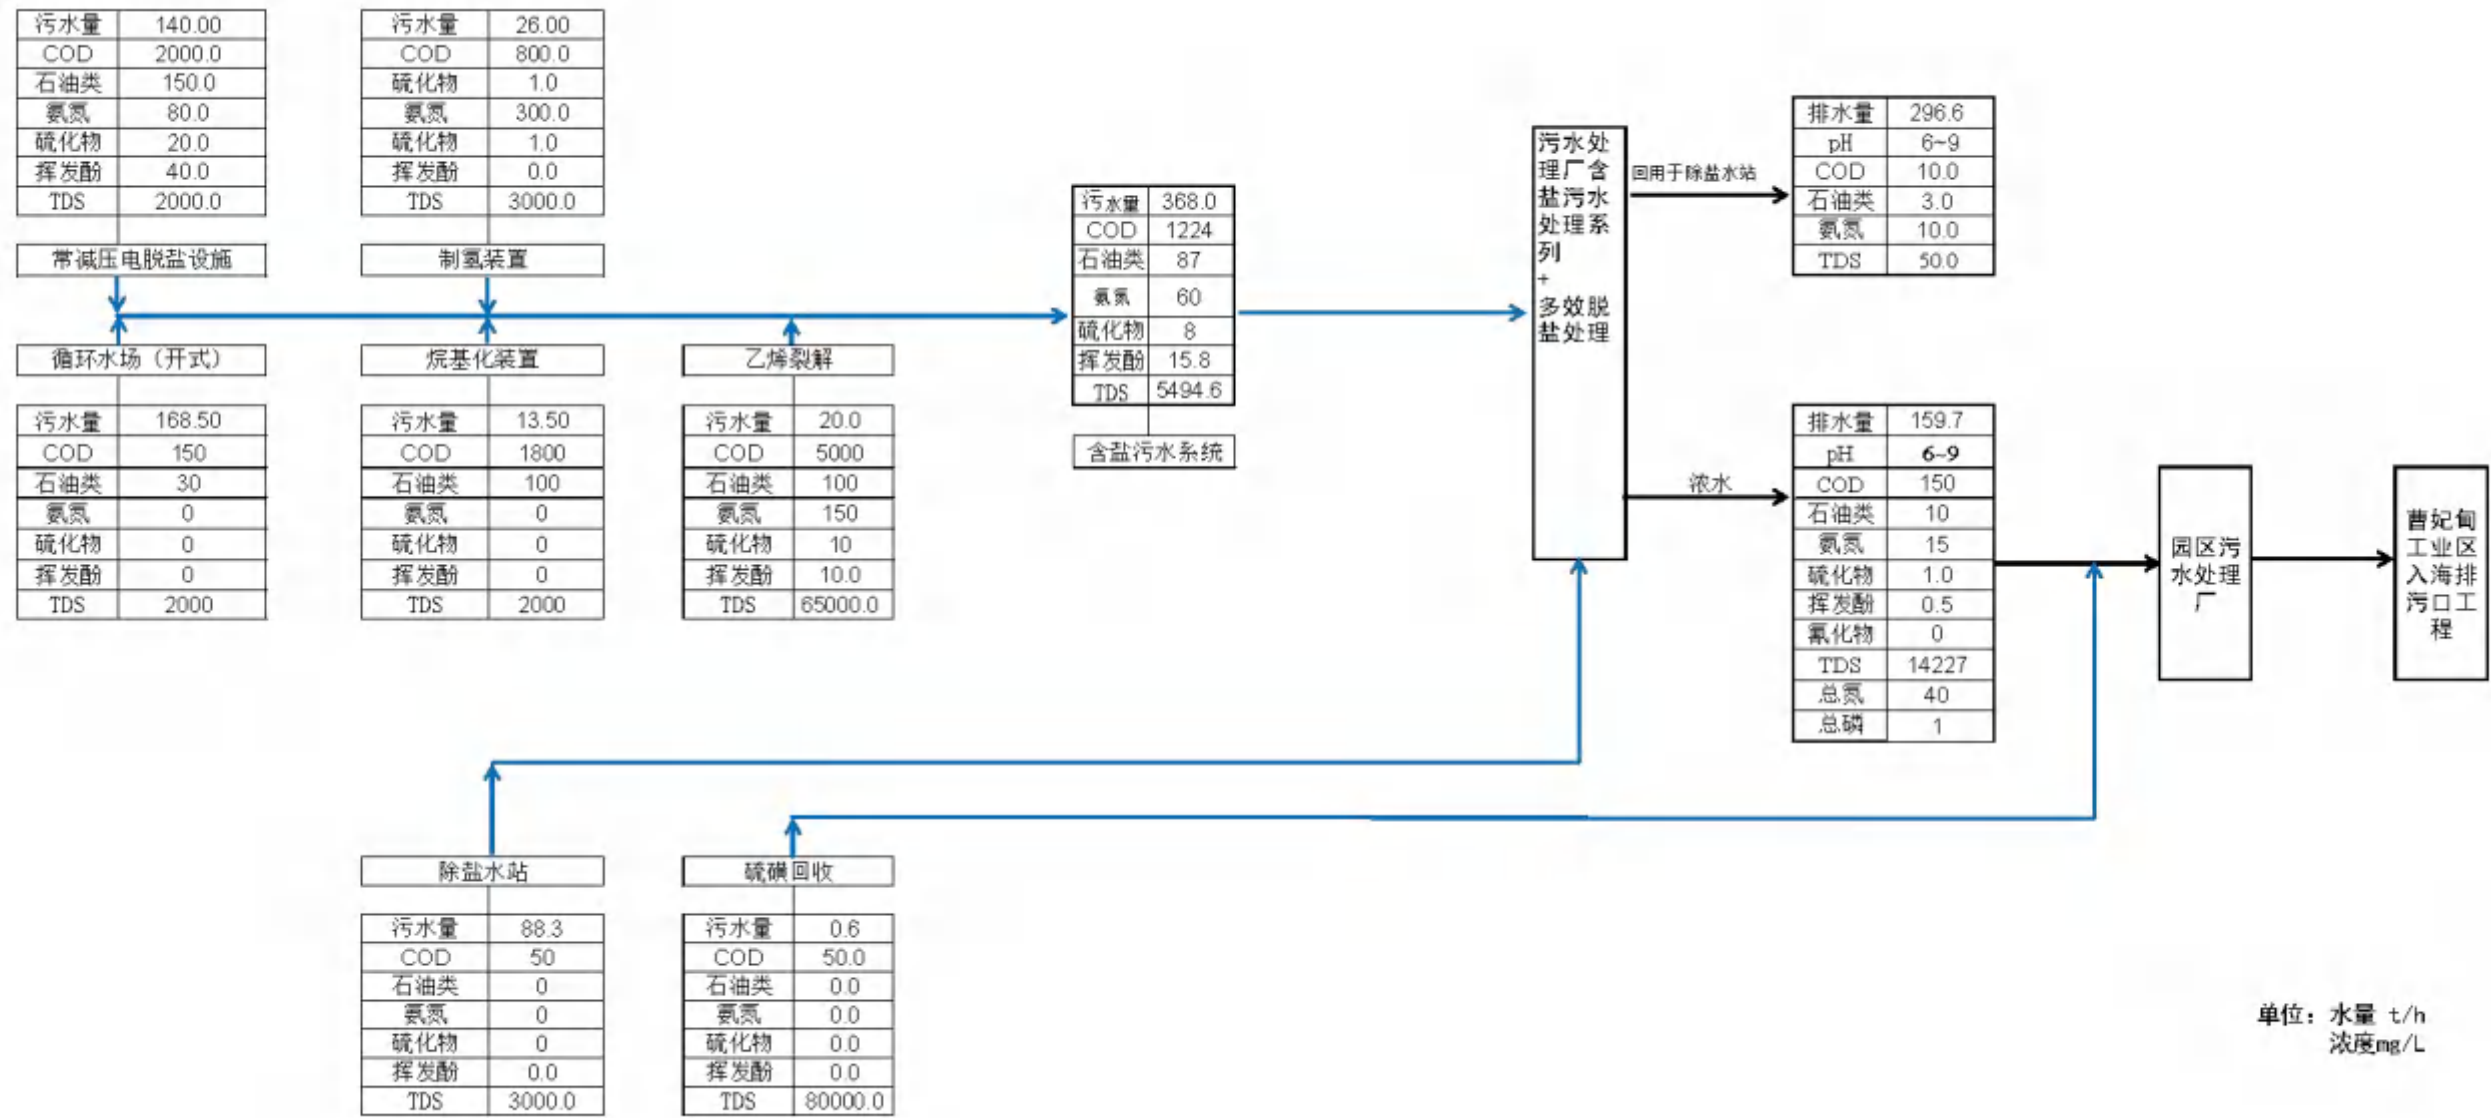 污水量 140.00
COD 2000.0
石油类 150.0
氨氮 80.0
硫化物 20.0
挥发酚 40.0
TDS 2000.0
常减压电脱盐设施
污水量 26.00
COD 800.0
硫化物 1.0
氨氮 300.0
硫化物 1.0
挥发酚 0.0
TDS 3000.0
制氢装置
循环水场（开式）
污水量 168.50
COD 150
石油类 30
氨氮 0
硫化物 0
挥发酚 0
TDS 2000
烷基化装置
污水量 13.50
COD 1800
石油类 100
氨氮 0
硫化物 0
挥发酚 0
TDS 2000
乙烯裂解
污水量 20.0
COD 5000
石油类 100
氨氮 150
硫化物 10
挥发酚 10.0
TDS 65000.0
污水量 368.0
COD 1224
石油类 87
氨氮 60
硫化物 8
挥发酚 15.8
TDS 5494.6
含盐污水系统
污水处
理厂含
盐污水
处理系
列
+
多效脱
盐处理
回用于除盐水站
排水量 296.6
pH 6~9
COD 10.0
石油类 3.0
氨氮 10.0
TDS 50.0
浓水
排水量 159.7
pH 6~9
COD 150
石油类 10
氨氮 15
硫化物 1.0
挥发酚 0.5
氰化物 0
TDS 14227
总氮 40
总磷 1
园区污
水处理
厂
曹妃甸
工业区
入海排
污口工
程
除盐水站
污水量 88.3
COD 50
石油类 0
氨氮 0
硫化物 0
挥发酚 0.0
TDS 3000.0
硫磺回收
污水量 0.6
COD 50.0
石油类 0.0
氨氮 0.0
硫化物 0.0
挥发酚 0.0
TDS 80000.0
单位：水量 t/h
浓度mg/L